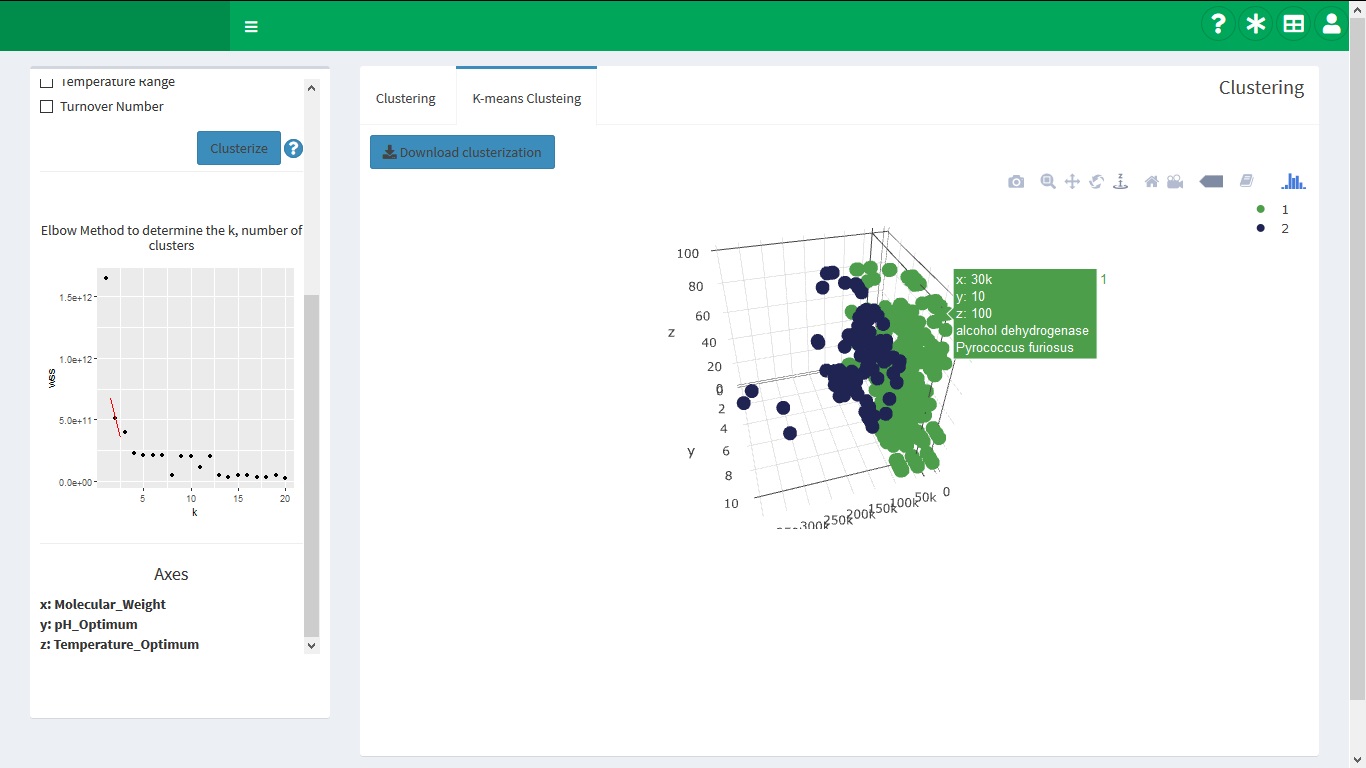 Temperature Range
Turnover Number
Clusterize
?
Elbow Method to determine the k, number of
clusters
1.5e+12
1.0e+12
5.0e+11
0.0e+00
wss
5 10 15 20
k
Axes
x: Molecular_Weight
y: pH_Optimum
z: Temperature_Optimum
?
Clustering
K-means Clusteing
Clustering
Download clusterization
z
1
2
100
80
60
40
20
0
z
0
2
4
6
8
10
y
300k 250k 200k 150k 100k 50k 0
x: 30k
y: 10
z: 100
alcohol dehydrogenase
Pyrococcus furiosus
1